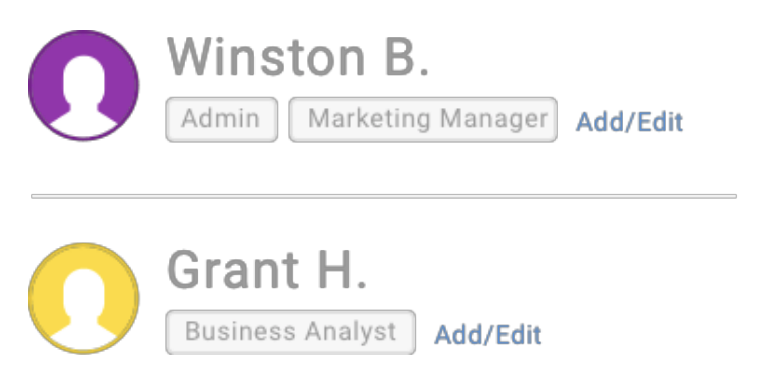 Winston B.
Admin Marketing Manager Add/Edit
Grant H.
Business Analyst Add/Edit